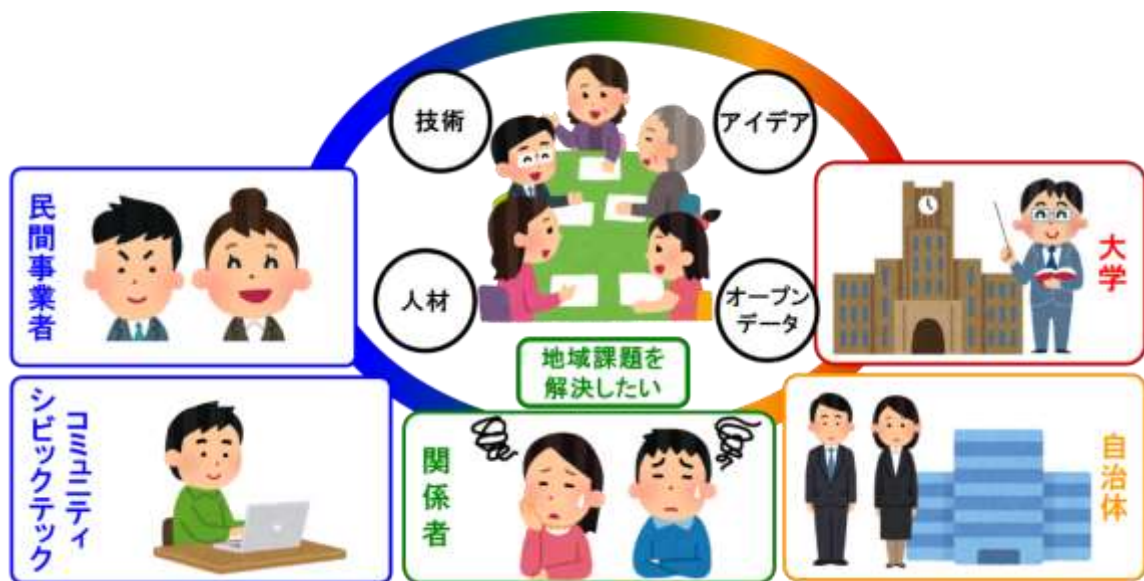 技術
アイデア
人材
オープン
データ
地域課題を
解決したい
民間事業者
大学
シビックテック
コミュニティ
関係者
自治体